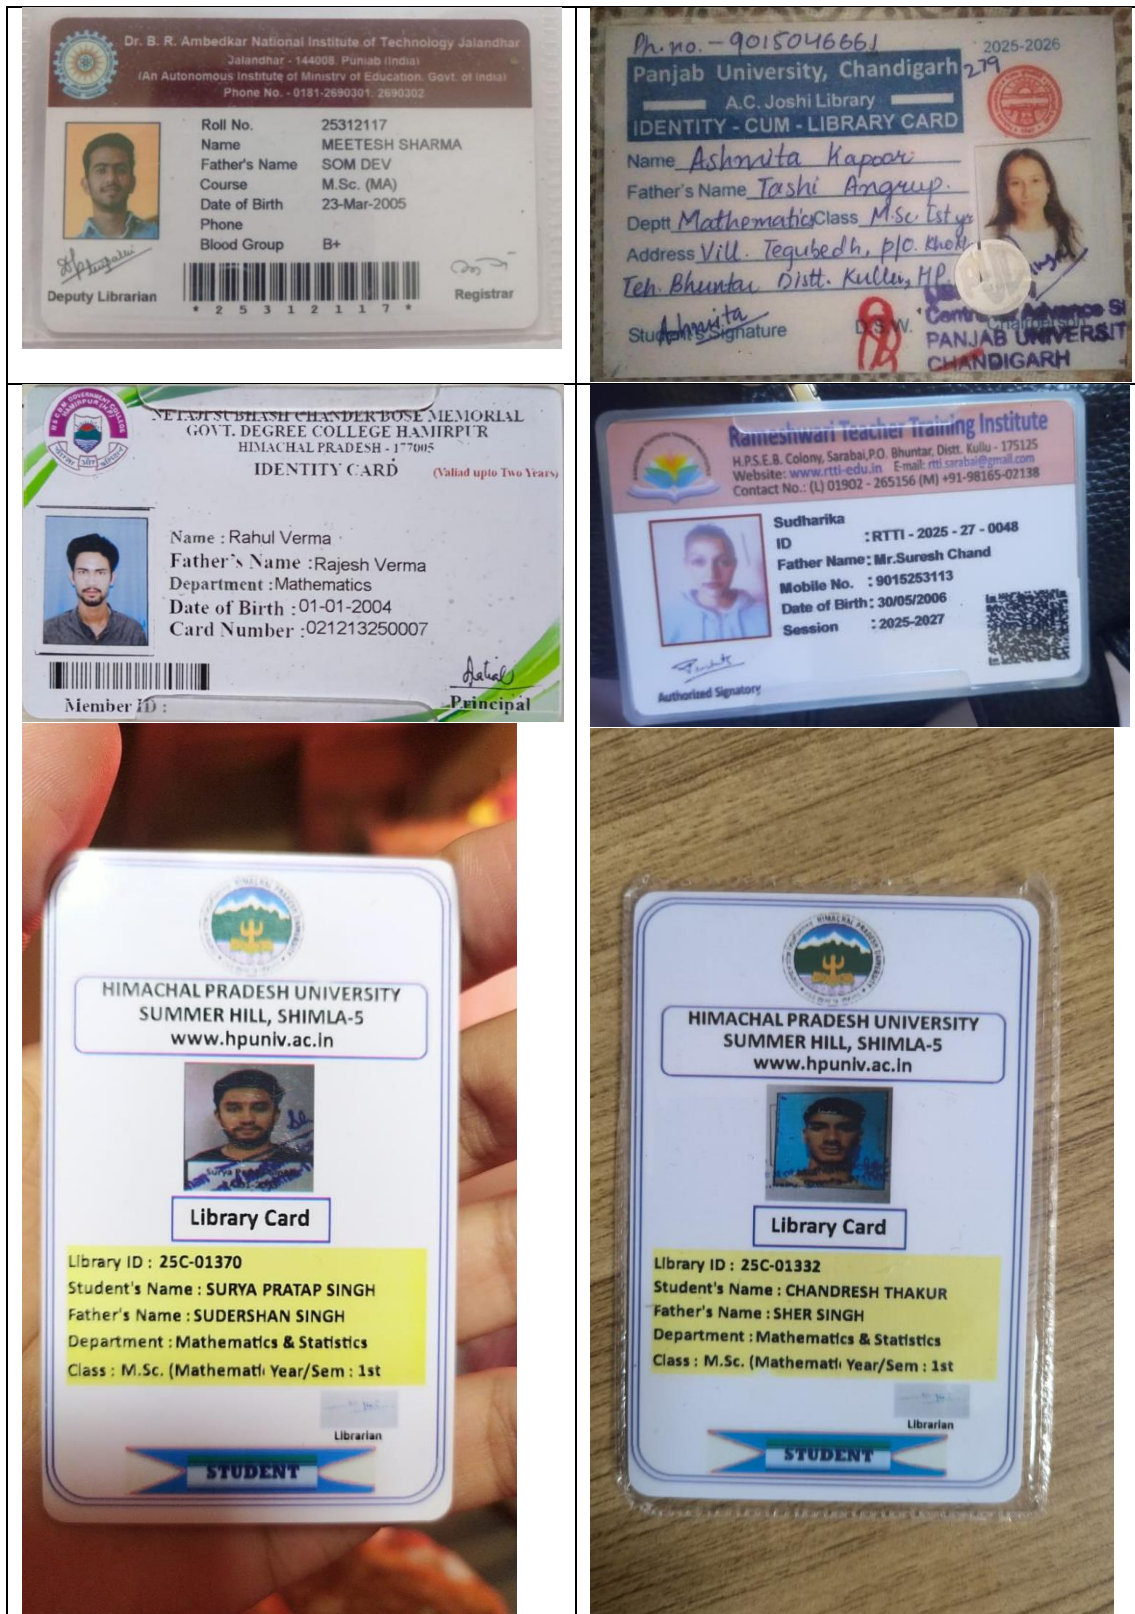 Dr. B. R. Ambedkar National Institute of Technology Jalandhar
Jalandhar - 144008. Punjab (India)
(An Autonomous Institute of Ministry of Education. Govt. of India)
Phone No. - 0181-2690301. 2690302
Roll No. 25312117
Name MEETESH SHARMA
Father's Name SOM DEV
Course M.Sc. (MA)
Date of Birth 23-Mar-2005
Phone
Blood Group B+
Deputy Librarian
* 2 5 3 1 2 1 1 7 *
Registrar
Ph. no. - 9015046661
2025-2026
279
Panjab University, Chandigarh
A.C. Joshi Library
IDENTITY - CUM - LIBRARY CARD
Name Ashmita Kapoor
Father's Name Tashi Angrup.
Deptt Mathematics Class M.Sc. Ist yr
Address Vill. Tegubedh, p/o. Khokh
Teh. Bhuntar Distt. Kullu, HP.
Ashmita
Student's Signature
D.S.W.
Chairperson
Advance
PANJAB UNIVERSIT
CHANDIGARH
NETAJI SUBHASH CHANDER BOSE MEMORIAL
GOVT. DEGREE COLLEGE HAMIRPUR
HIMACHAL PRADESH - 177005
IDENTITY CARD
(Valiad upto Two Years)
Name : Rahul Verma
Father's Name : Rajesh Verma
Department : Mathematics
Date of Birth : 01-01-2004
Card Number : 021213250007
Member ID :
Principal
Rameshwari Teacher Training Institute
H.P.S.E.B. Colony, Sarabai, P.O. Bhuntar, Distt. Kullu - 175125
Website: www.rtti-edu.in E-mail: rtti.sarabai@gmail.com
Contact No.: (L) 01902 - 265156 (M) +91-98165-02138
Sudharika
ID : RTTI - 2025 - 27 - 0048
Father Name : Mr.Suresh Chand
Mobile No. : 9015253113
Date of Birth : 30/05/2006
Session : 2025-2027
Authorized Signatory
HIMACHAL PRADESH UNIVERSITY
SUMMER HILL, SHIMLA-5
www.hpuniv.ac.in
Library Card
Library ID : 25C-01370
Student's Name : SURYA PRATAP SINGH
Father's Name : SUDERSHAN SINGH
Department : Mathematics & Statistics
Class : M.Sc. (Mathemati Year/Sem : 1st
Librarian
STUDENT
HIMACHAL PRADESH UNIVERSITY
SUMMER HILL, SHIMLA-5
www.hpuniv.ac.in
Library Card
Library ID : 25C-01332
Student's Name : CHANDRESH THAKUR
Father's Name : SHER SINGH
Department : Mathematics & Statistics
Class : M.Sc. (Mathemati Year/Sem : 1st
Librarian
STUDENT